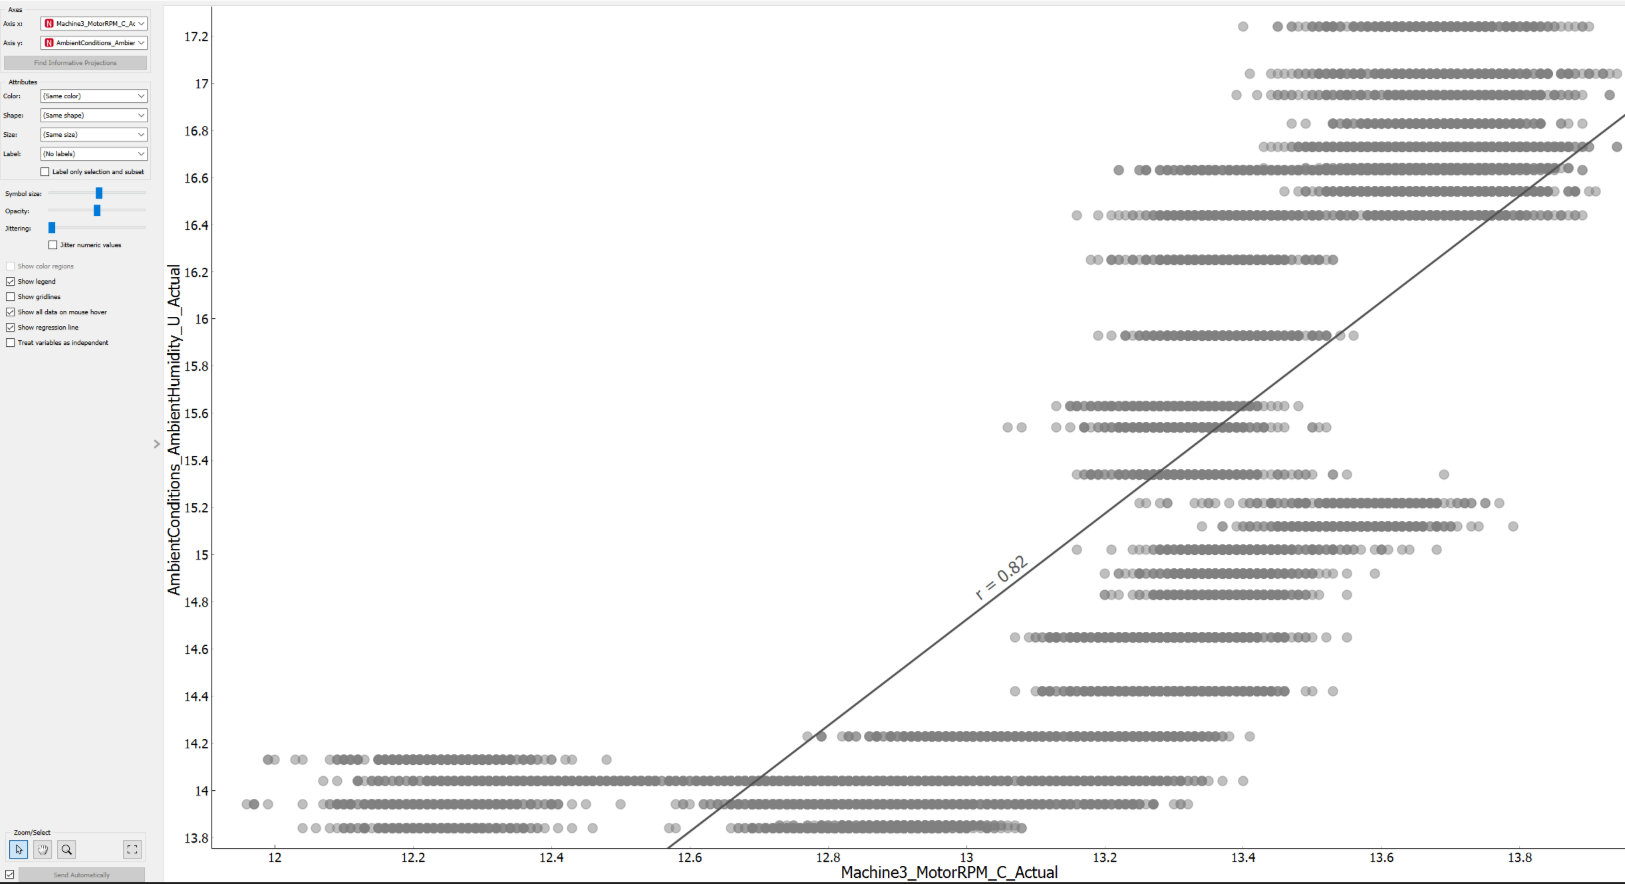 Axes
Axis x: N Machine3_MotorRPM_C_Ac
Axis y: N AmbientConditions_Ambier
Find Informative Projections
Attributes
Color: (Same color)
Shape: (Same shape)
Size: (Same size)
Label: (No labels)
Label only selection and subset
Symbol size:
Opacity:
Jittering:
Jitter numeric values
Show color regions
Show legend
Show gridlines
Show all data on mouse hover
Show regression line
Treat variables as independent
Zoom/Select
Send Automatically
AmbientConditions_AmbientHumidity_U_Actual
17.2
17
16.8
16.6
16.4
16.2
16
15.8
15.6
15.4
15.2
15
14.8
14.6
14.4
14.2
14
13.8
r = 0.82
12 12.2 12.4 12.6 12.8 13 13.2 13.4 13.6 13.8
Machine3_MotorRPM_C_Actual